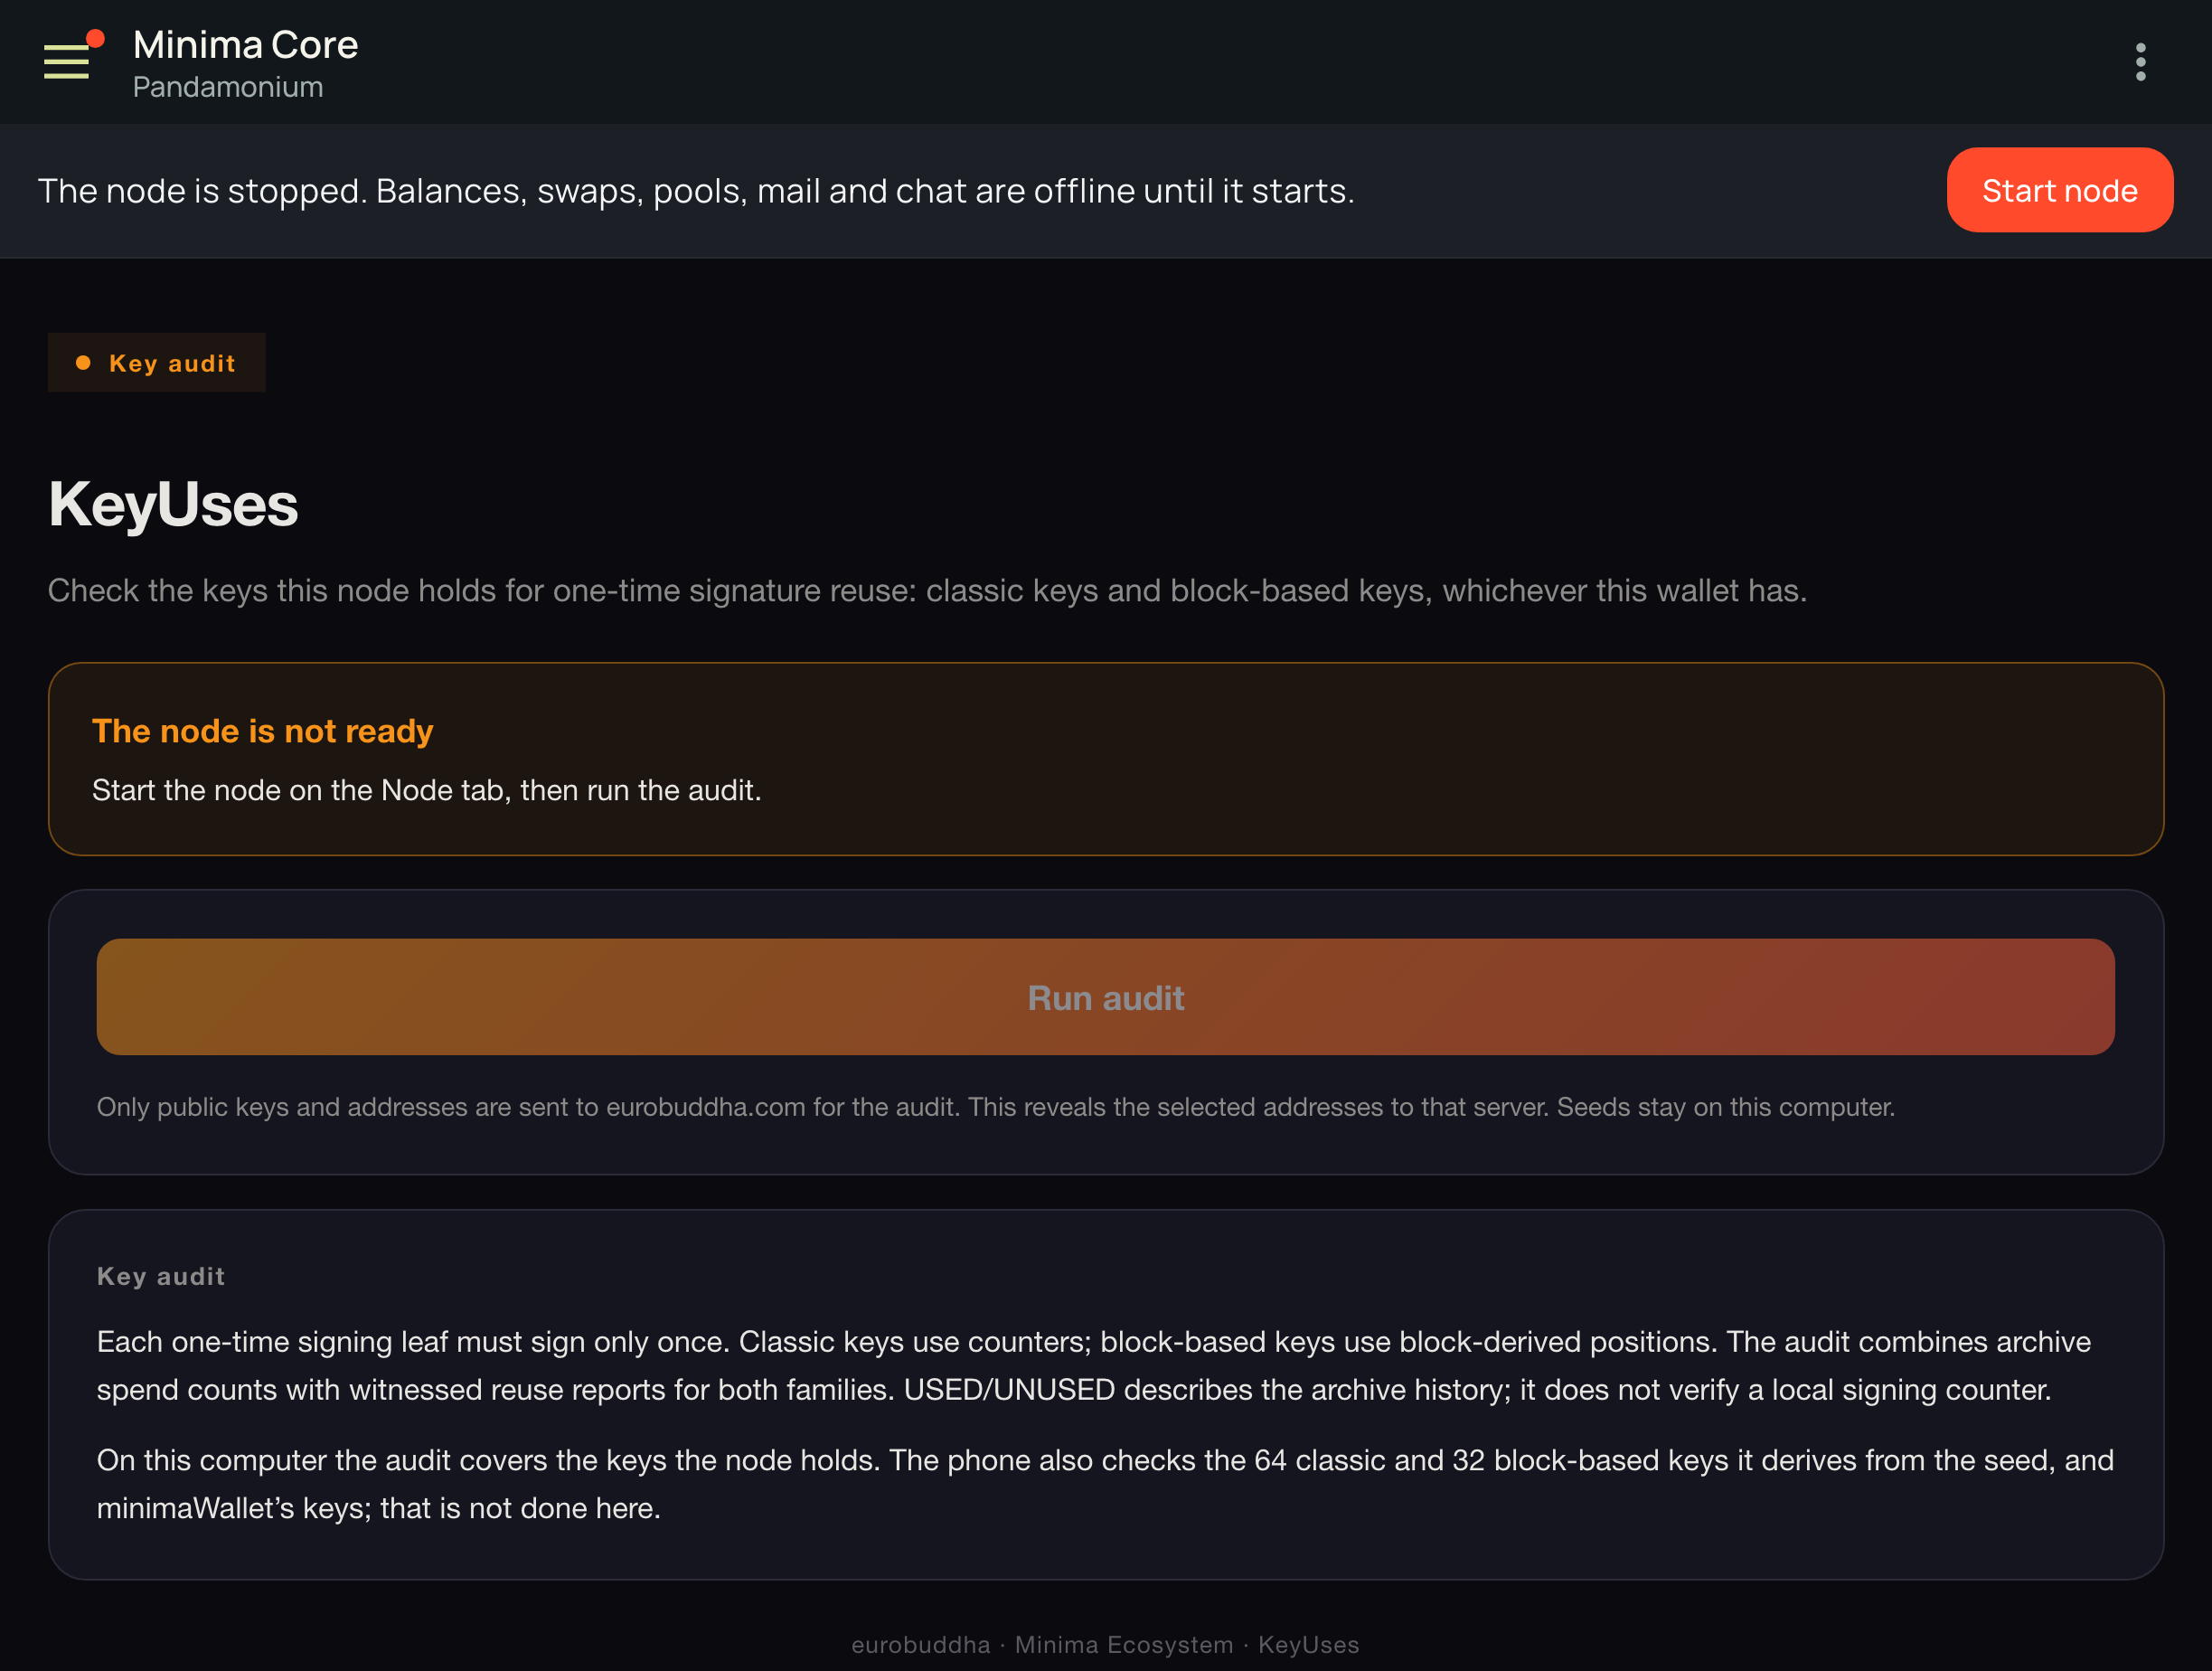 Minima Core
Pandamonium
The node is stopped. Balances, swaps, pools, mail and chat are offline until it starts.
Start node
Key audit
KeyUses
Check the keys this node holds for one-time signature reuse: classic keys and block-based keys, whichever this wallet has.
The node is not ready
Start the node on the Node tab, then run the audit.
Run audit
Only public keys and addresses are sent to eurobuddha.com for the audit. This reveals the selected addresses to that server. Seeds stay on this computer.
Key audit
Each one-time signing leaf must sign only once. Classic keys use counters; block-based keys use block-derived positions. The audit combines archive
spend counts with witnessed reuse reports for both families. USED/UNUSED describes the archive history; it does not verify a local signing counter.
On this computer the audit covers the keys the node holds. The phone also checks the 64 classic and 32 block-based keys it derives from the seed, and
minimaWallet’s keys; that is not done here.
eurobuddha · Minima Ecosystem · KeyUses